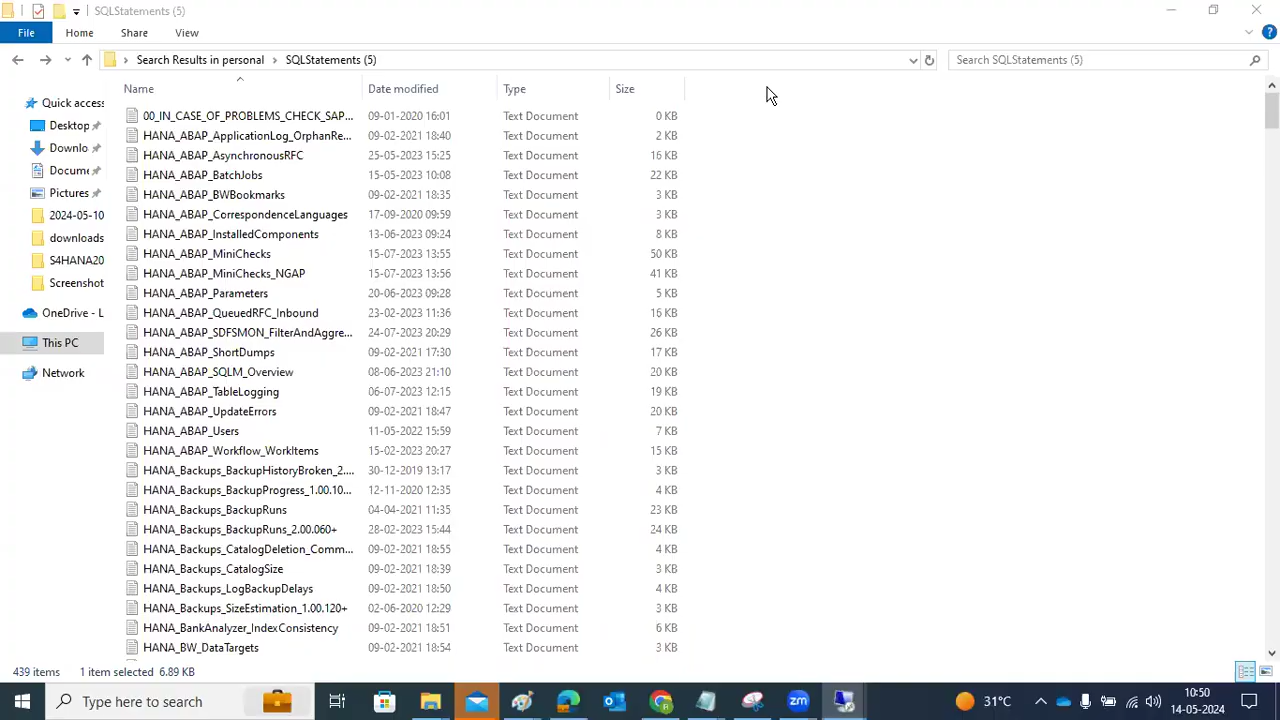 SQLStatements (5)
File Home Share View
Search Results in personal > SQLStatements (5)
Search SQLStatements (5)
Name Date modified Type Size
Quick access
Desktop
Downlo
Docume
Pictures
2024-05-10
downloads
S4HANA20
Screenshot
OneDrive - L
This PC
Network
00_IN_CASE_OF_PROBLEMS_CHECK_SAP... 09-01-2020 16:01 Text Document 0 KB
HANA_ABAP_ApplicationLog_OrphanRe... 09-02-2021 18:40 Text Document 2 KB
HANA_ABAP_AsynchronousRFC 25-05-2023 15:25 Text Document 16 KB
HANA_ABAP_BatchJobs 15-05-2023 10:08 Text Document 22 KB
HANA_ABAP_BWBookmarks 09-02-2021 18:35 Text Document 3 KB
HANA_ABAP_CorrespondenceLanguages 17-09-2020 09:59 Text Document 3 KB
HANA_ABAP_InstalledComponents 13-06-2023 09:24 Text Document 8 KB
HANA_ABAP_MiniChecks 15-07-2023 13:55 Text Document 50 KB
HANA_ABAP_MiniChecks_NGAP 15-07-2023 13:56 Text Document 41 KB
HANA_ABAP_Parameters 20-06-2023 09:28 Text Document 5 KB
HANA_ABAP_QueuedRFC_Inbound 23-02-2023 11:36 Text Document 16 KB
HANA_ABAP_SDFSMON_FilterAndAggre... 24-07-2023 20:29 Text Document 26 KB
HANA_ABAP_ShortDumps 09-02-2021 17:30 Text Document 17 KB
HANA_ABAP_SQLM_Overview 08-06-2023 21:10 Text Document 20 KB
HANA_ABAP_TableLogging 06-07-2023 12:15 Text Document 19 KB
HANA_ABAP_UpdateErrors 09-02-2021 18:47 Text Document 20 KB
HANA_ABAP_Users 11-05-2022 15:59 Text Document 7 KB
HANA_ABAP_Workflow_WorkItems 15-02-2023 20:27 Text Document 15 KB
HANA_Backups_BackupHistoryBroken_2.... 30-12-2019 13:17 Text Document 3 KB
HANA_Backups_BackupProgress_1.00.10... 12-11-2020 12:35 Text Document 4 KB
HANA_Backups_BackupRuns 04-04-2021 11:35 Text Document 23 KB
HANA_Backups_BackupRuns_2.00.060+ 28-02-2023 15:44 Text Document 24 KB
HANA_Backups_CatalogDeletion_Comm... 09-02-2021 18:55 Text Document 4 KB
HANA_Backups_CatalogSize 09-02-2021 18:39 Text Document 3 KB
HANA_Backups_LogBackupDelays 09-02-2021 18:50 Text Document 4 KB
HANA_Backups_SizeEstimation_1.00.120+ 02-06-2020 12:29 Text Document 3 KB
HANA_BankAnalyzer_IndexConsistency 09-02-2021 18:51 Text Document 6 KB
HANA_BW_DataTargets 09-02-2021 18:54 Text Document 3 KB
439 items 1 item selected 6.89 KB
Type here to search
31°C
10:50
14-05-2024